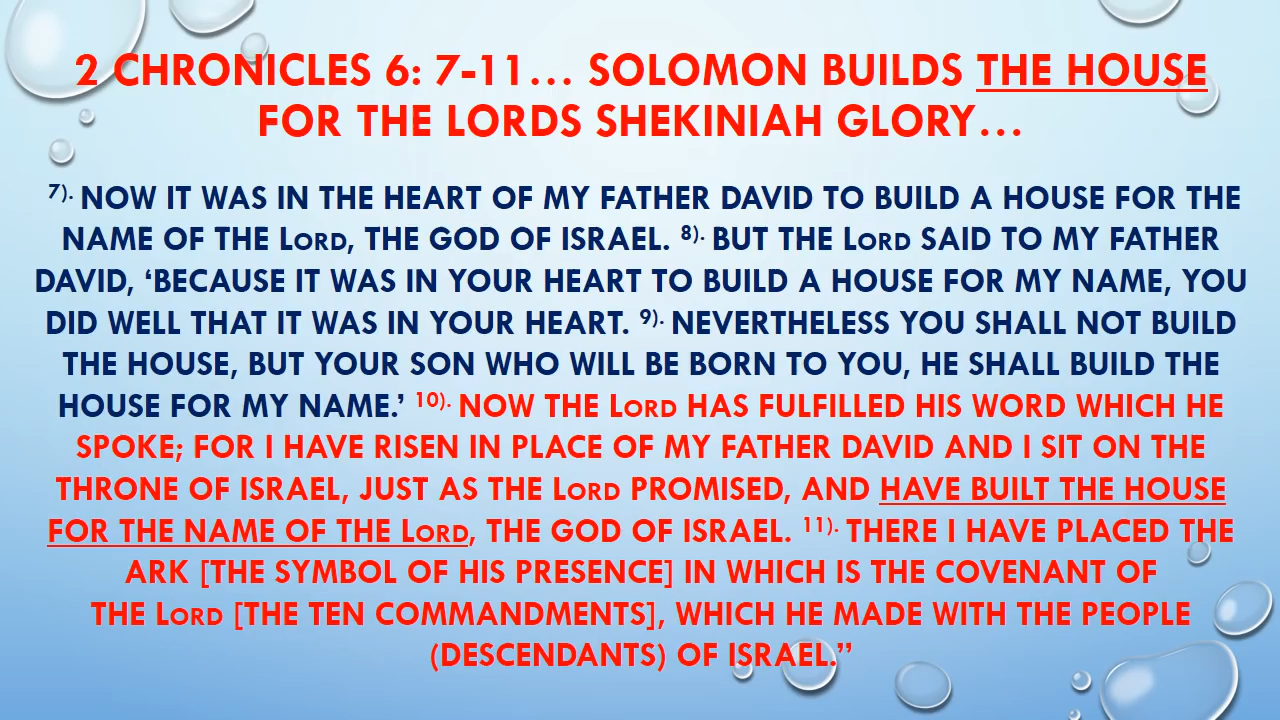 2 CHRONICLES 6: 7-11... SOLOMON BUILDS THE HOUSE
FOR THE LORDS SHEKINIAH GLORY...
7). NOW IT WAS IN THE HEART OF MY FATHER DAVID TO BUILD A HOUSE FOR THE
NAME OF THE LORD, THE GOD OF ISRAEL. 8). BUT THE LORD SAID TO MY FATHER
DAVID, ‘BECAUSE IT WAS IN YOUR HEART TO BUILD A HOUSE FOR MY NAME, YOU
DID WELL THAT IT WAS IN YOUR HEART. 9). NEVERTHELESS YOU SHALL NOT BUILD
THE HOUSE, BUT YOUR SON WHO WILL BE BORN TO YOU, HE SHALL BUILD THE
HOUSE FOR MY NAME.’ 10). NOW THE LORD HAS FULFILLED HIS WORD WHICH HE
SPOKE; FOR I HAVE RISEN IN PLACE OF MY FATHER DAVID AND I SIT ON THE
THRONE OF ISRAEL, JUST AS THE LORD PROMISED, AND HAVE BUILT THE HOUSE
FOR THE NAME OF THE LORD, THE GOD OF ISRAEL. 11). THERE I HAVE PLACED THE
ARK [THE SYMBOL OF HIS PRESENCE] IN WHICH IS THE COVENANT OF
THE LORD [THE TEN COMMANDMENTS], WHICH HE MADE WITH THE PEOPLE
(DESCENDANTS) OF ISRAEL.”